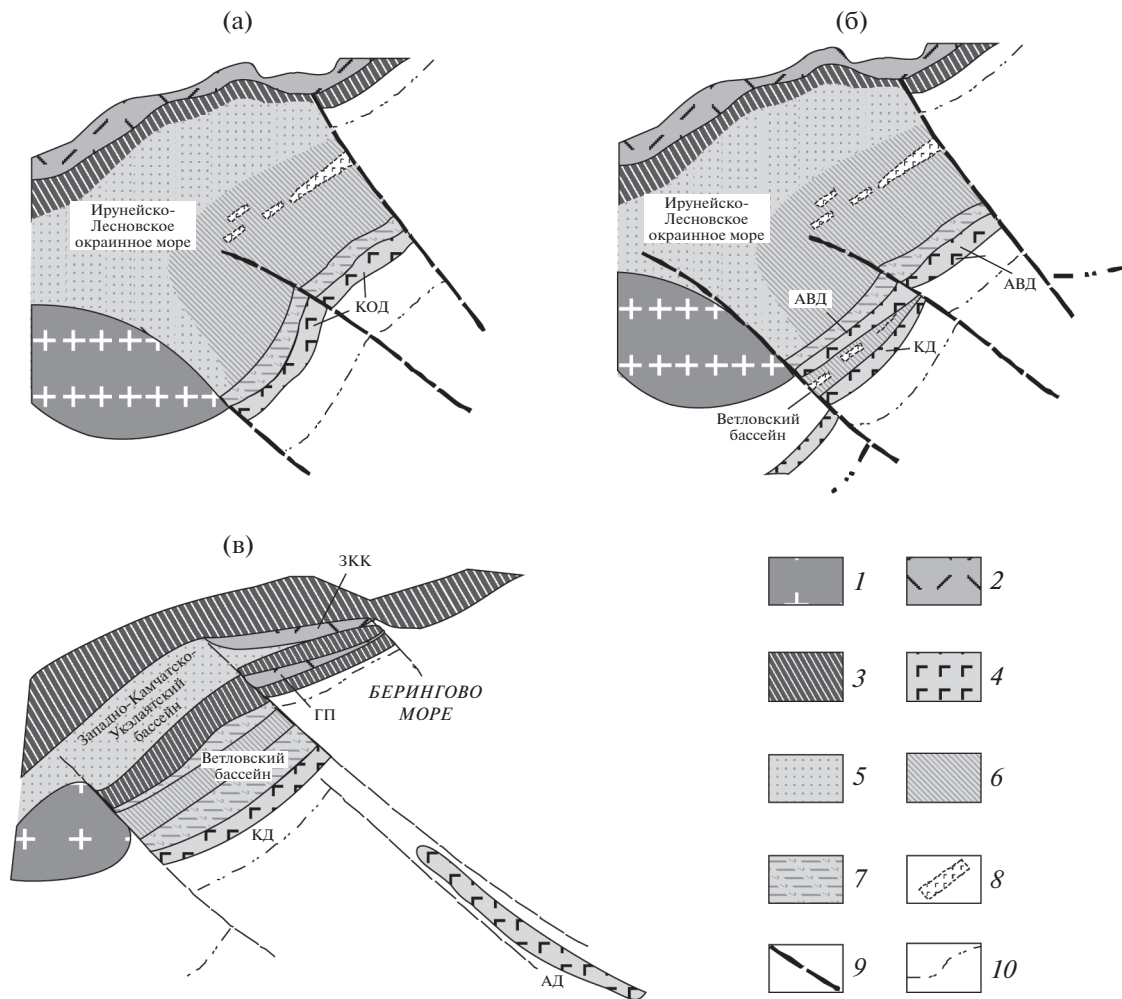 (а)
Ирунейско-
Лесновское
окраинное море
КОД
(б)
Ирунейско-
Лесновское
окраинное море
АВД
АВД
КД
Ветловский
бассейн
(в)
ЗКК
Западно-Камчатско-
Укэлаятский
бассейн
БЕРИНГОВО
МОРЕ
ГП
Ветловский
бассейн
КД
АД
1
2
3
4
5
6
7
8
9
10